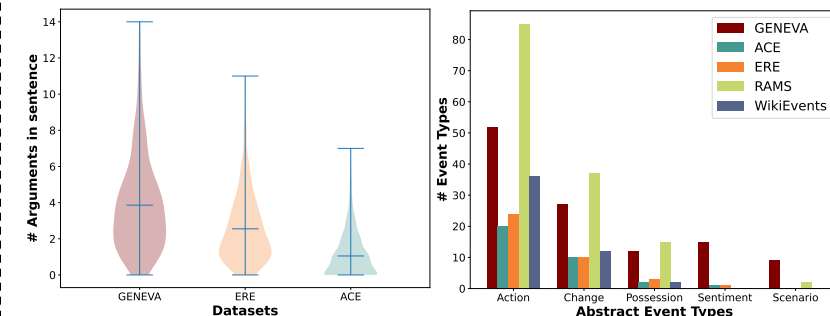 # Arguments in sentence
14
12
10
8
6
4
2
0
GENEVA ERE ACE
Datasets
# Event Types
80
70
60
50
40
30
20
10
0
Action Change Possession Sentiment Scenario
Abstract Event Types
GENEVA
ACE
ERE
RAMS
WikiEvents